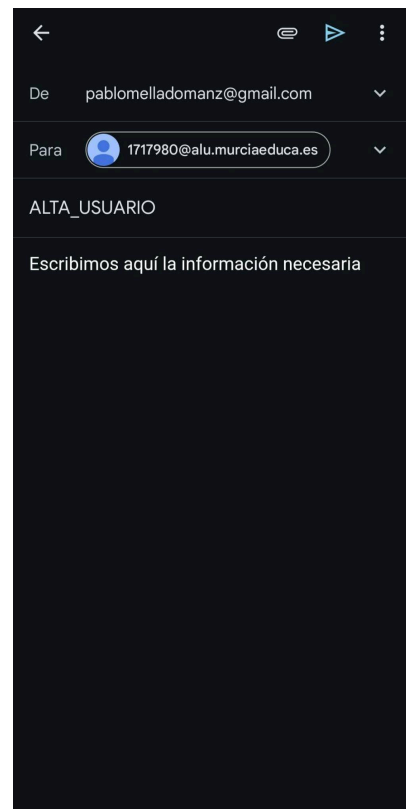 De pablomelladomanz@gmail.com
Para 1717980@alu.murciaeduca.es
ALTA_USUARIO
Escribimos aquí la información necesaria